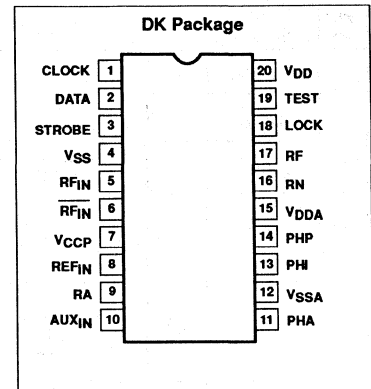 DK Package
CLOCK 1 20 VDD
DATA 2 19 TEST
STROBE 3 18 LOCK
VSS 4 17 RF
RFIN 5 16 RN
RFIN 6 15 VDDA
VCCP 7 14 PHP
REFIN 8 13 PHI
RA 9 12 VSSA
AUXIN 10 11 PHA